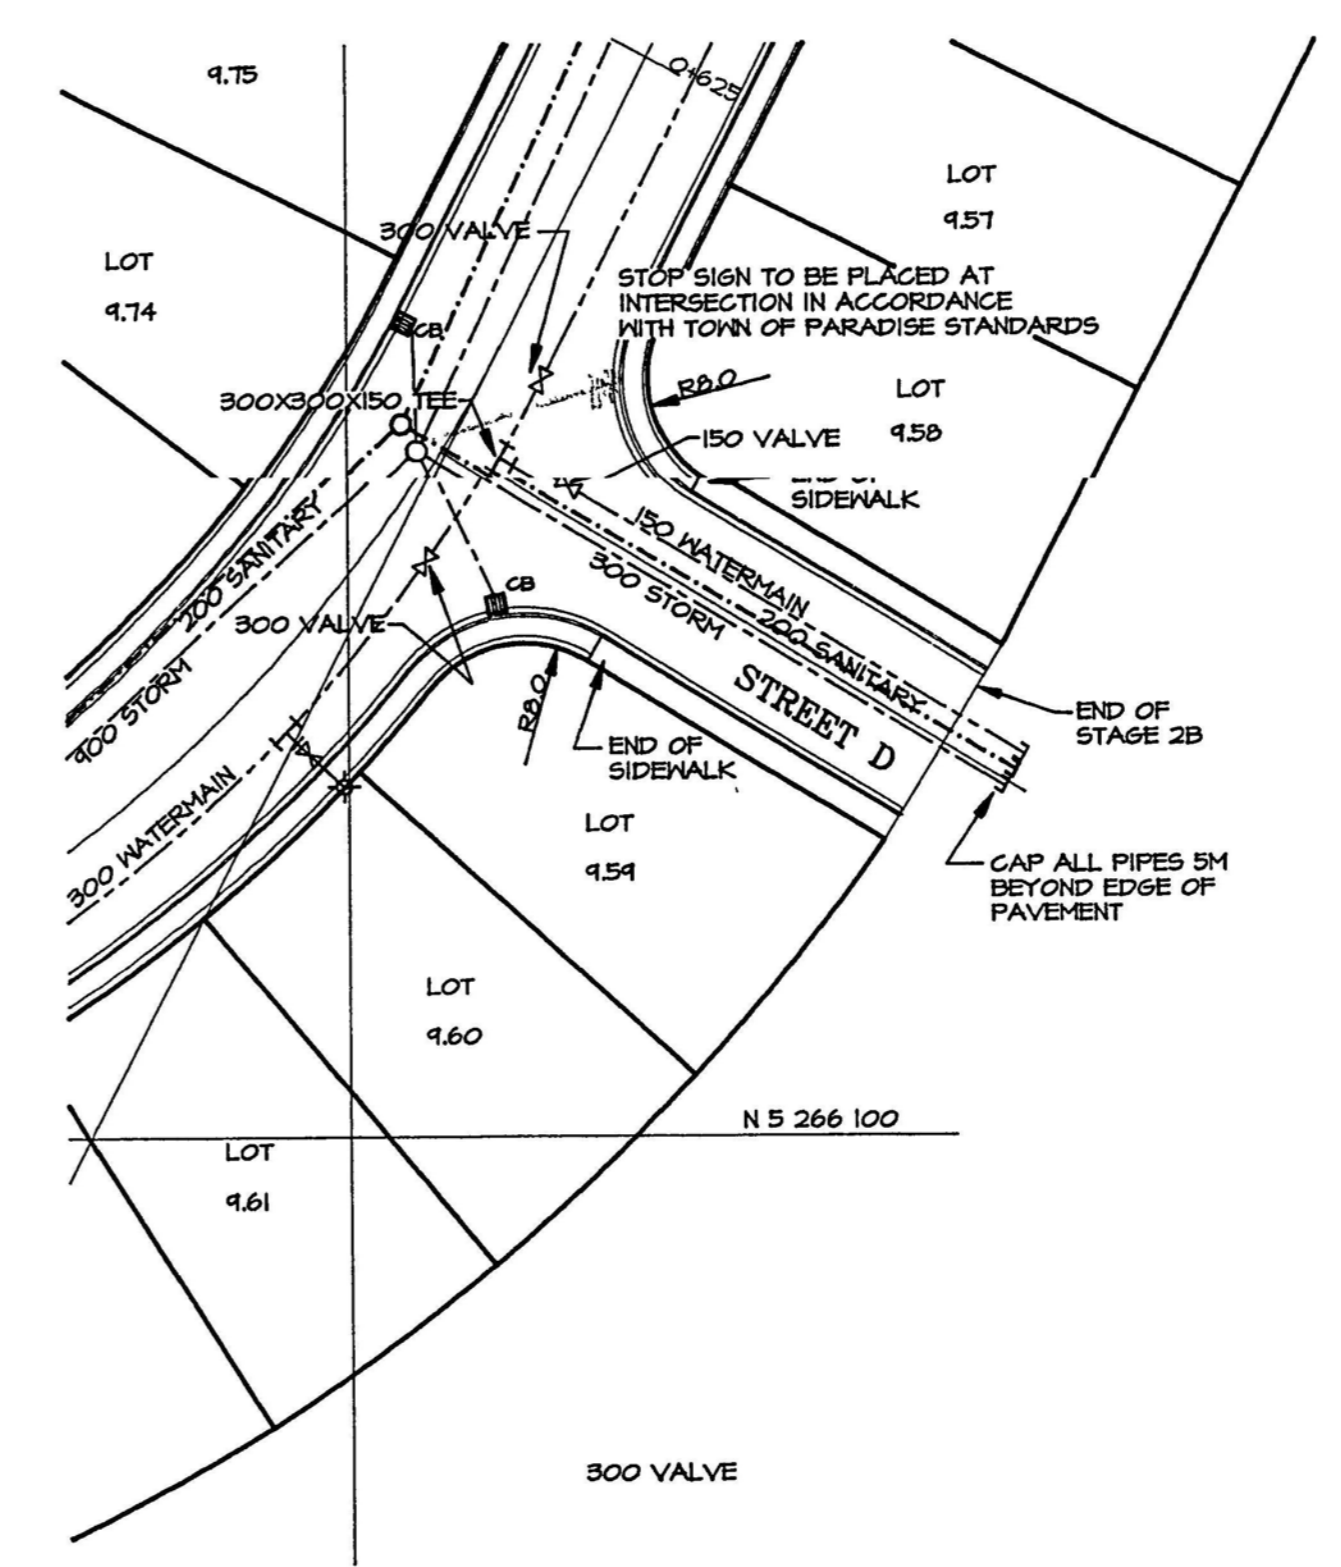 9.75
0+625
LOT
9.57
300 VALVE
LOT
9.74
STOP SIGN TO BE PLACED AT
INTERSECTION IN ACCORDANCE
WITH TOWN OF PARADISE STANDARDS
CB
R8.0
LOT
9.58
300X300X150 TEE
150 VALVE
SIDEWALK
200 SANITARY
150 WATERMAIN
300 STORM
CB
200 SANITARY
300 VALVE
900 STORM
R8.0
STREET D
END OF
STAGE 2B
END OF
SIDEWALK
300 WATERMAIN
LOT
9.59
CAP ALL PIPES 5M
BEYOND EDGE OF
PAVEMENT
LOT
9.60
N 5 266 100
LOT
9.61
300 VALVE